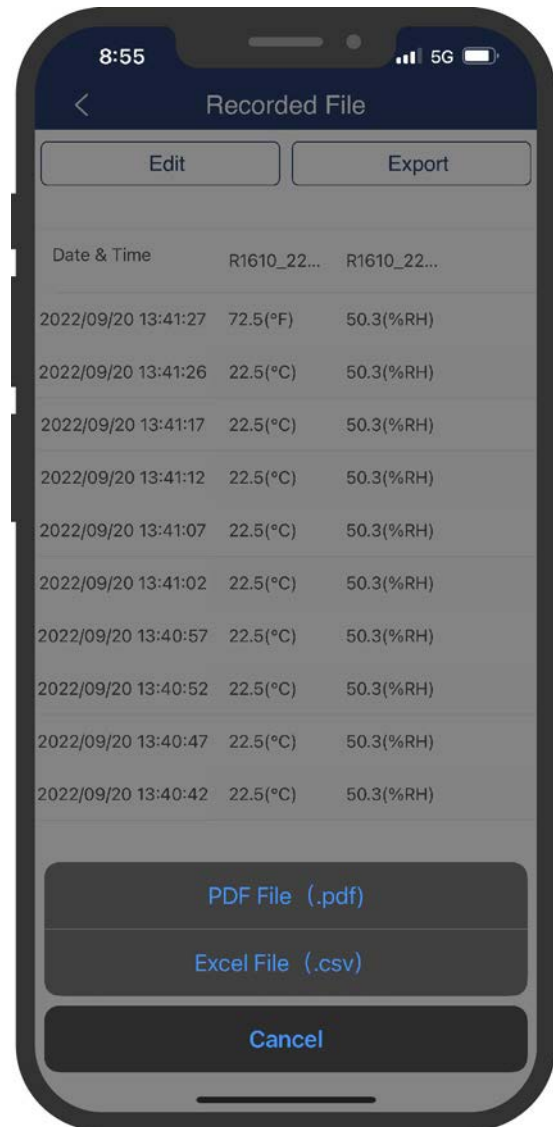 8:55 5G
Recorded File
Edit Export
Date & Time R1610_22... R1610_22...
2022/09/20 13:41:27 72.5(°F) 50.3(%RH)
2022/09/20 13:41:26 22.5(°C) 50.3(%RH)
2022/09/20 13:41:17 22.5(°C) 50.3(%RH)
2022/09/20 13:41:12 22.5(°C) 50.3(%RH)
2022/09/20 13:41:07 22.5(°C) 50.3(%RH)
2022/09/20 13:41:02 22.5(°C) 50.3(%RH)
2022/09/20 13:40:57 22.5(°C) 50.3(%RH)
2022/09/20 13:40:52 22.5(°C) 50.3(%RH)
2022/09/20 13:40:47 22.5(°C) 50.3(%RH)
2022/09/20 13:40:42 22.5(°C) 50.3(%RH)
PDF File（.pdf)
Excel File（.csv)
Cancel